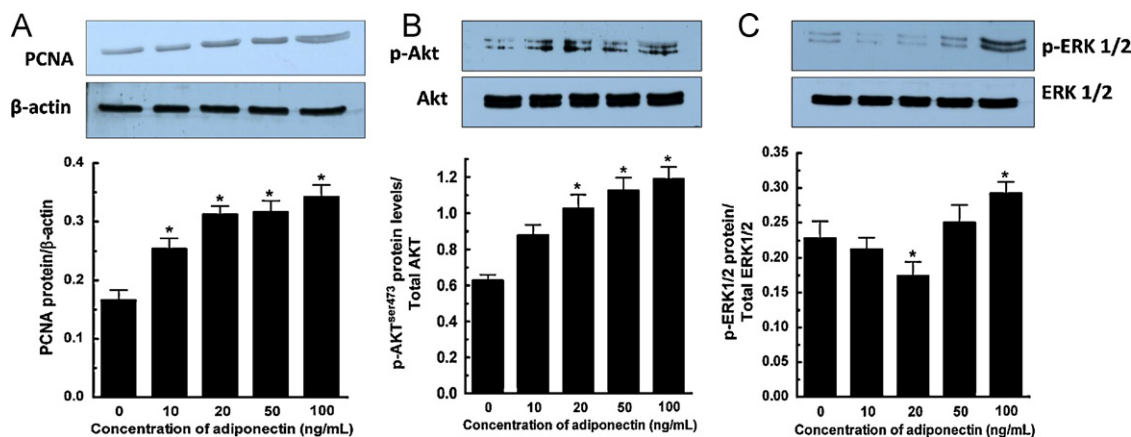 A
PCNA
β-actin
PCNA protein/β-actin
0.4
0.3
0.2
0.1
0.0
*
*
*
*
0 10 20 50 100
Concentration of adiponectin (ng/mL)
B
p-Akt
Akt
p-AKTser473 protein levels/
Total AKT
1.2
1.0
0.8
0.6
0.4
0.2
0.0
*
*
*
0 10 20 50 100
Concentration of adiponectin (ng/mL)
C
p-ERK 1/2
ERK 1/2
p-ERK1/2 protein/
Total ERK1/2
0.35
0.30
0.25
0.20
0.15
0.10
0.05
0.00
*
*
0 10 20 50 100
Concentration of adiponectin (ng/mL)